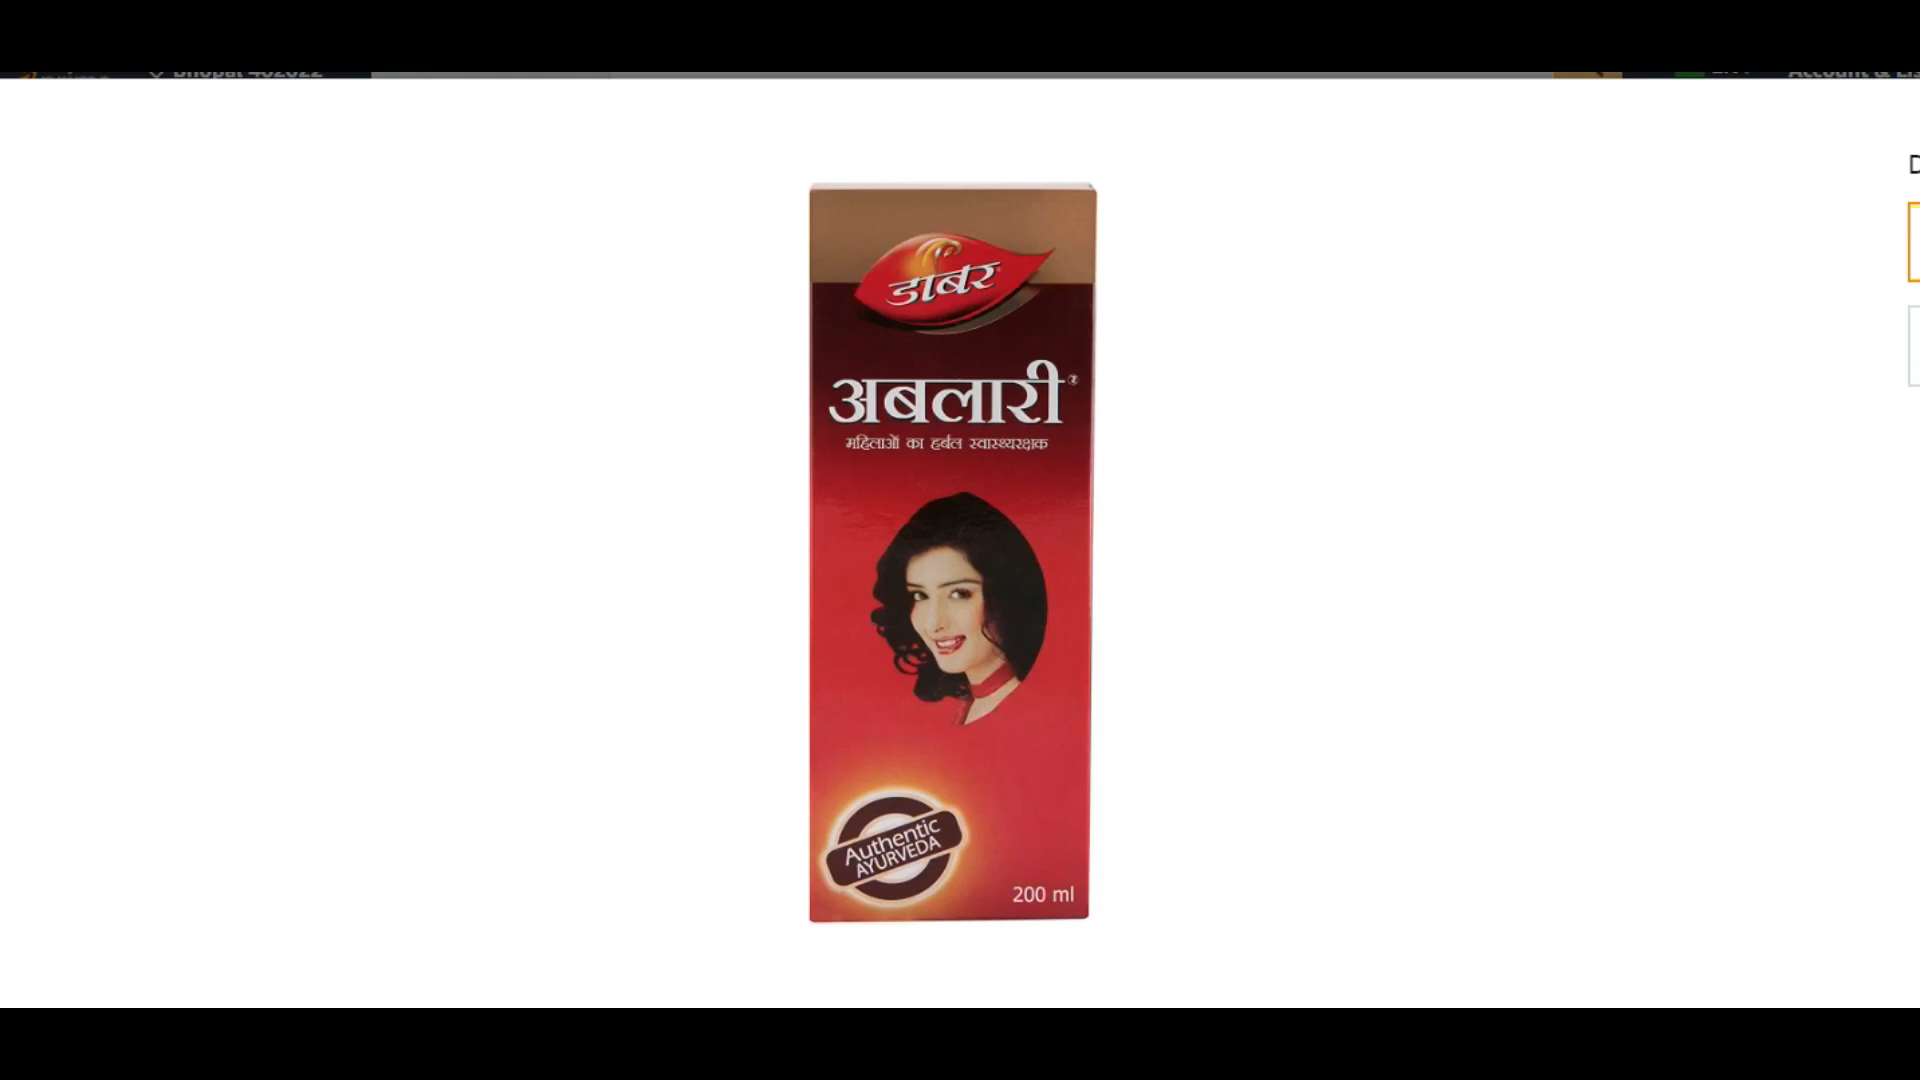 डाबर
अबलारी
महिलाओं का हर्बल स्वास्थ्यरक्षक
Authentic
AYURVEDA
200 ml